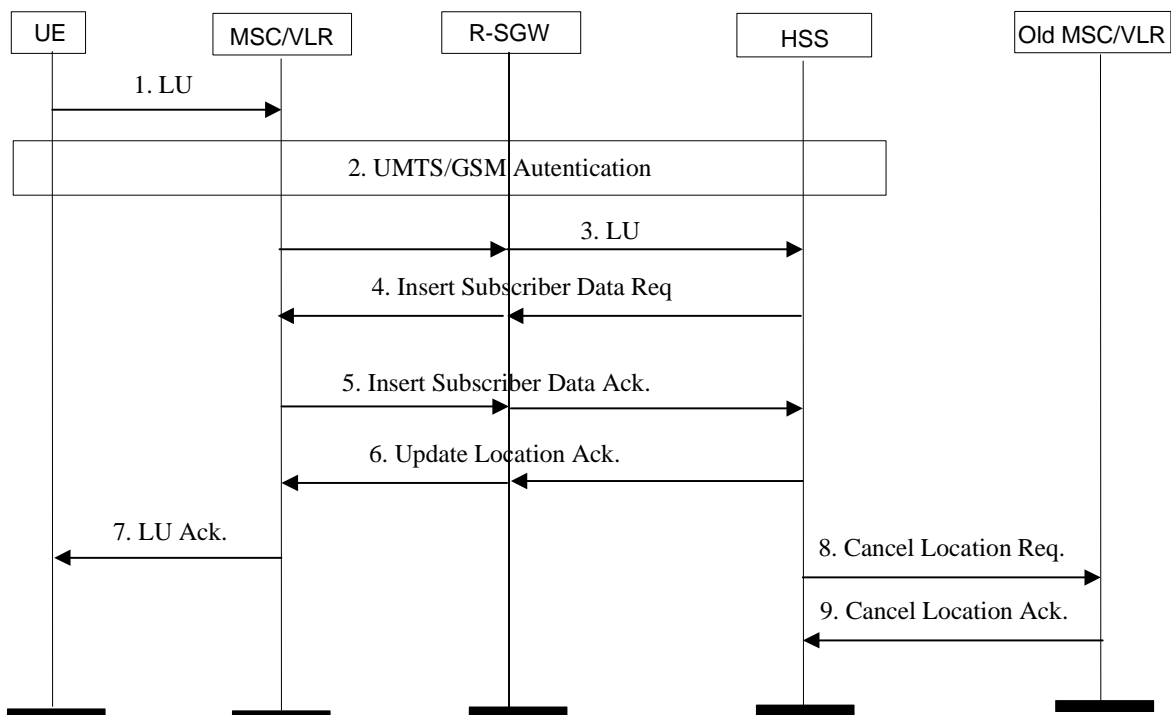 UE
MSC/VLR
R-SGW
HSS
Old MSC/VLR
1. LU
2. UMTS/GSM Autentication
3. LU
4. Insert Subscriber Data Req
5. Insert Subscriber Data Ack.
6. Update Location Ack.
7. LU Ack.
8. Cancel Location Req.
9. Cancel Location Ack.